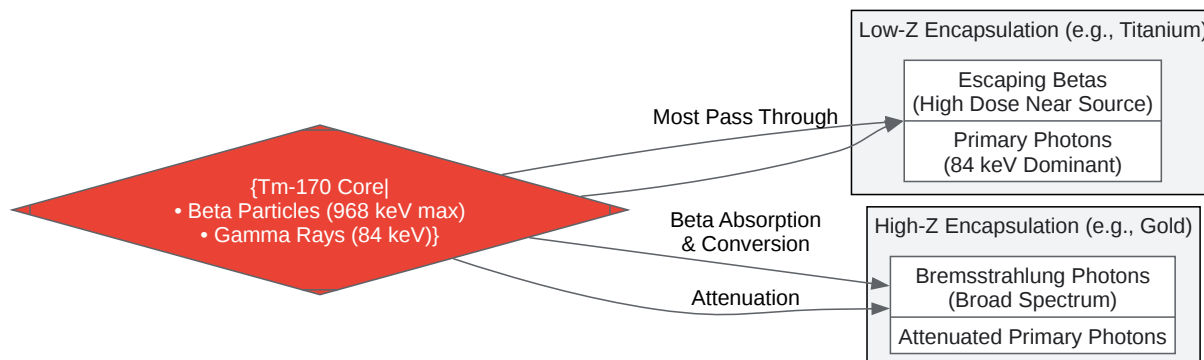 Low-Z Encapsulation (e.g., Titanium)
Escaping Betas
(High Dose Near Source)
Primary Photons
(84 keV Dominant)
Most Pass Through
{Tm-170 Core|
• Beta Particles (968 keV max)
• Gamma Rays (84 keV)}
Beta Absorption
& Conversion
Attenuation
High-Z Encapsulation (e.g., Gold)
Bremsstrahlung Photons
(Broad Spectrum)
Attenuated Primary Photons